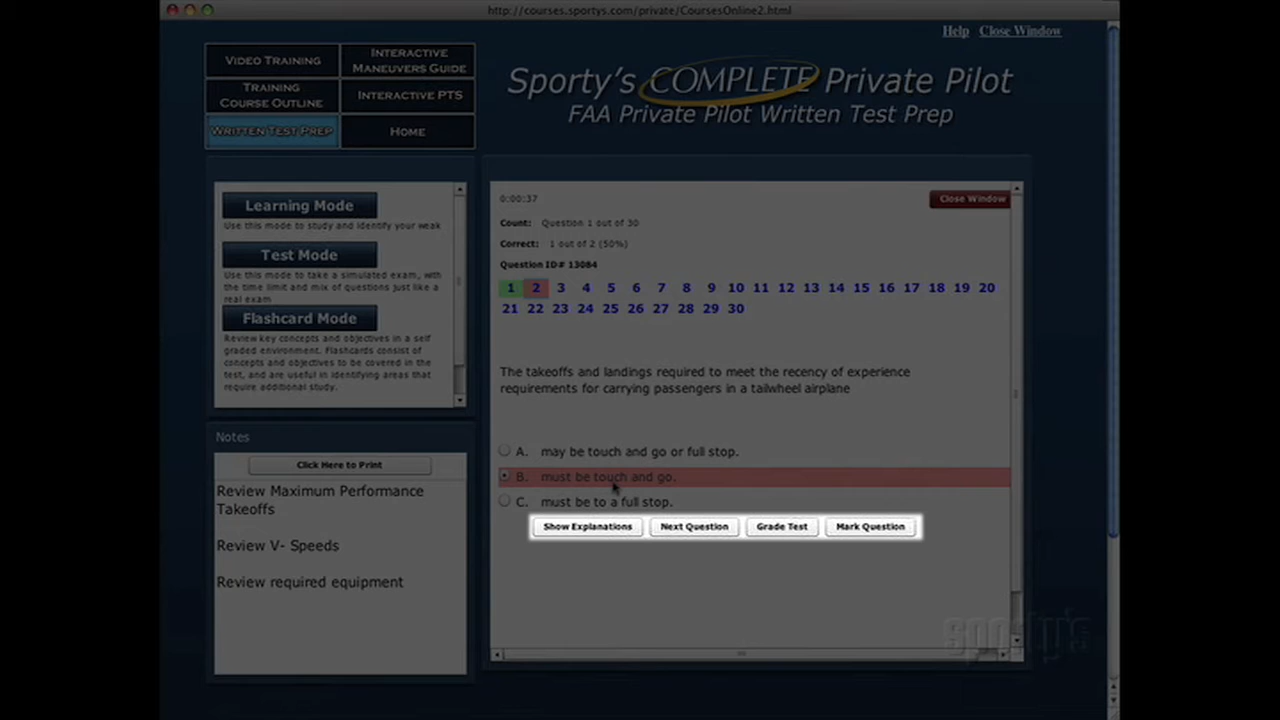 http://courses.sportys.com/private/CoursesOnline2.html
Help Close Window
VIDEO TRAINING
INTERACTIVE
MANEUVERS GUIDE
TRAINING
COURSE OUTLINE
INTERACTIVE PTS
WRITTEN TEST PREP
HOME
Sporty's COMPLETE Private Pilot
FAA Private Pilot Written Test Prep
Learning Mode
Use this mode to study and identify your weak
Test Mode
Use this mode to take a simulated exam, with
the time limit and mix of questions just like a
real exam
Flashcard Mode
Review key concepts and objectives in a self
graded environment. Flashcards consist of
concepts and objectives to be covered in the
test, and are useful in identifying areas that
require additional study.
Notes
Click Here to Print
Review Maximum Performance
Takeoffs
Review V- Speeds
Review required equipment
0:00:37
Close Window
Count: Question 1 out of 30
Correct: 1 out of 2 (50%)
Question ID# 13084
1 2 3 4 5 6 7 8 9 10 11 12 13 14 15 16 17 18 19 20
21 22 23 24 25 26 27 28 29 30
The takeoffs and landings required to meet the recency of experience
requirements for carrying passengers in a tailwheel airplane
A. may be touch and go or full stop.
B. must be touch and go.
C. must be to a full stop.
Show Explanations Next Question Grade Test Mark Question
sporty's